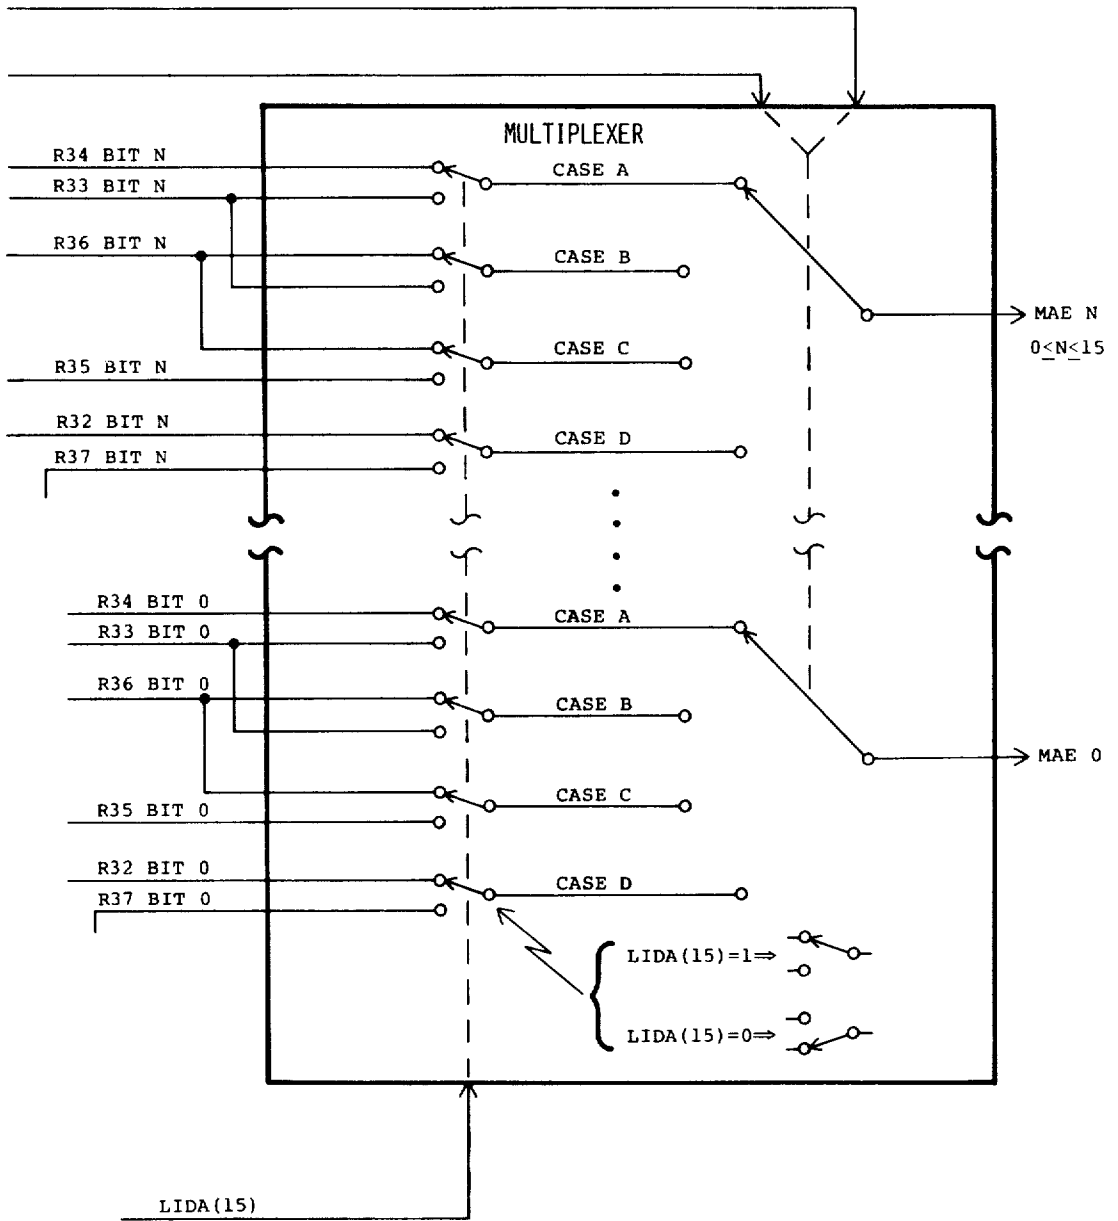 MULTIPLEXER
R34 BIT N
CASE A
R33 BIT N
R36 BIT N
CASE B
MAE N
0≤N≤15
CASE C
R35 BIT N
R32 BIT N
CASE D
R37 BIT N
R34 BIT 0
CASE A
R33 BIT 0
R36 BIT 0
CASE B
MAE 0
CASE C
R35 BIT 0
R32 BIT 0
CASE D
R37 BIT 0
LIDA(15)=1⇒
LIDA(15)=0⇒
LIDA(15)